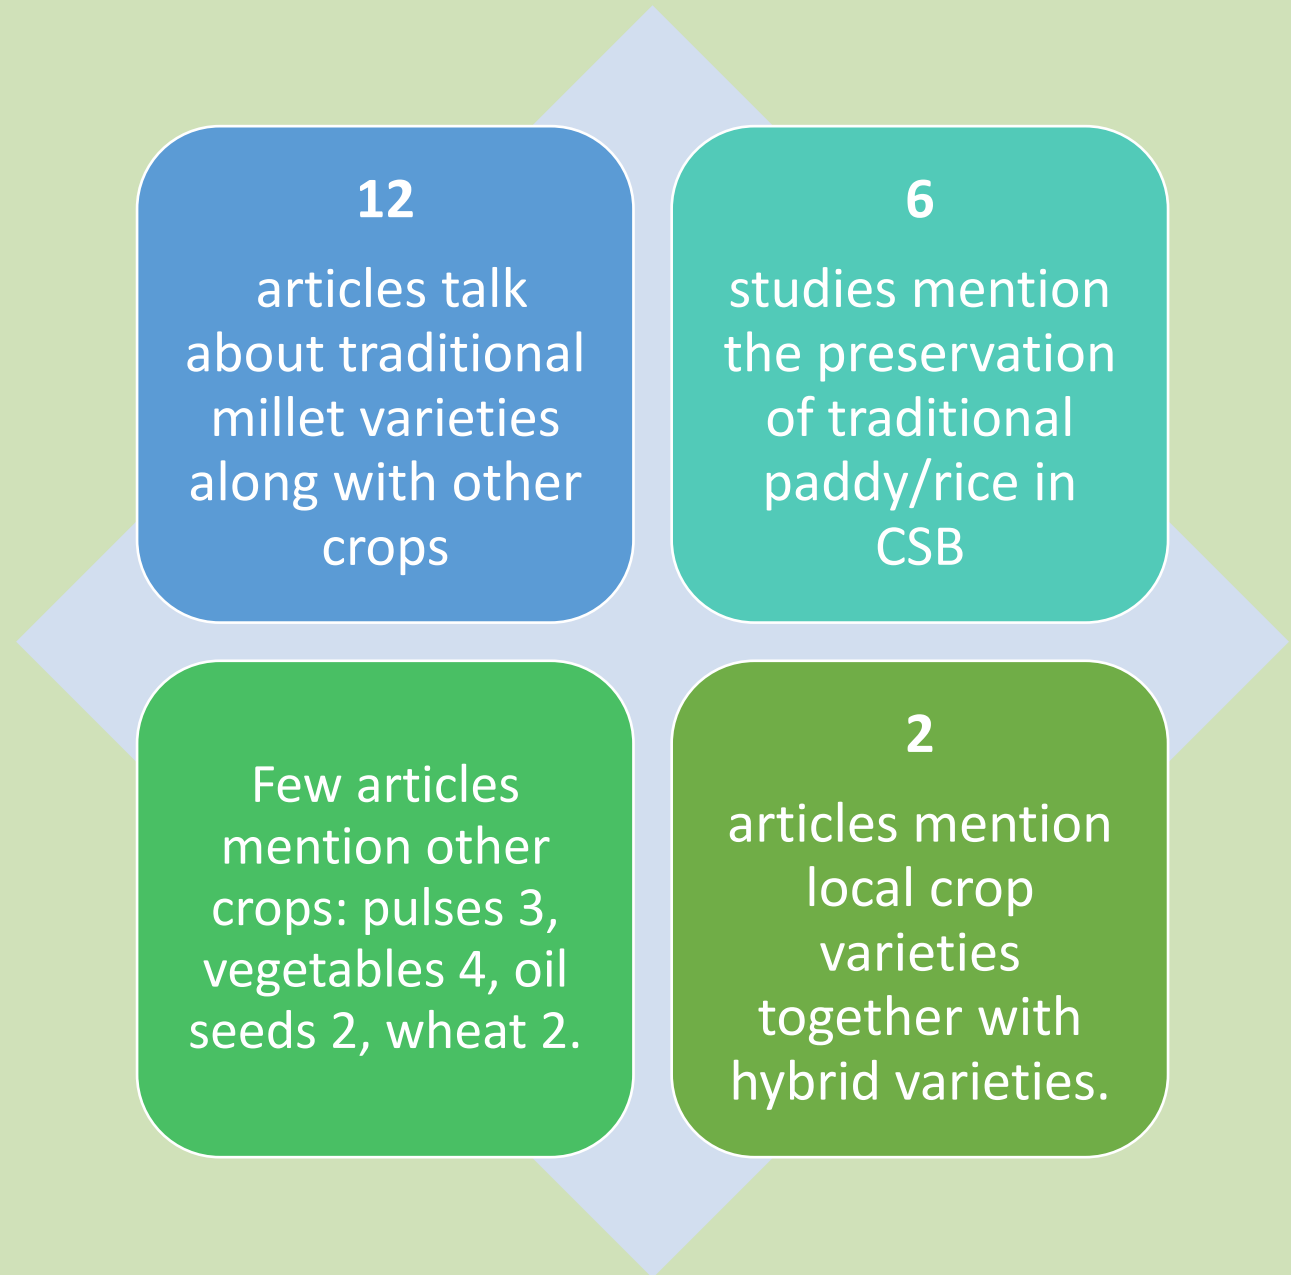 12
articles talk
about traditional
millet varieties
along with other
crops
6
studies mention
the preservation
of traditional
paddy/rice in
CSB
Few articles
mention other
crops: pulses 3,
vegetables 4, oil
seeds 2, wheat 2.
2
articles mention
local crop
varieties
together with
hybrid varieties.